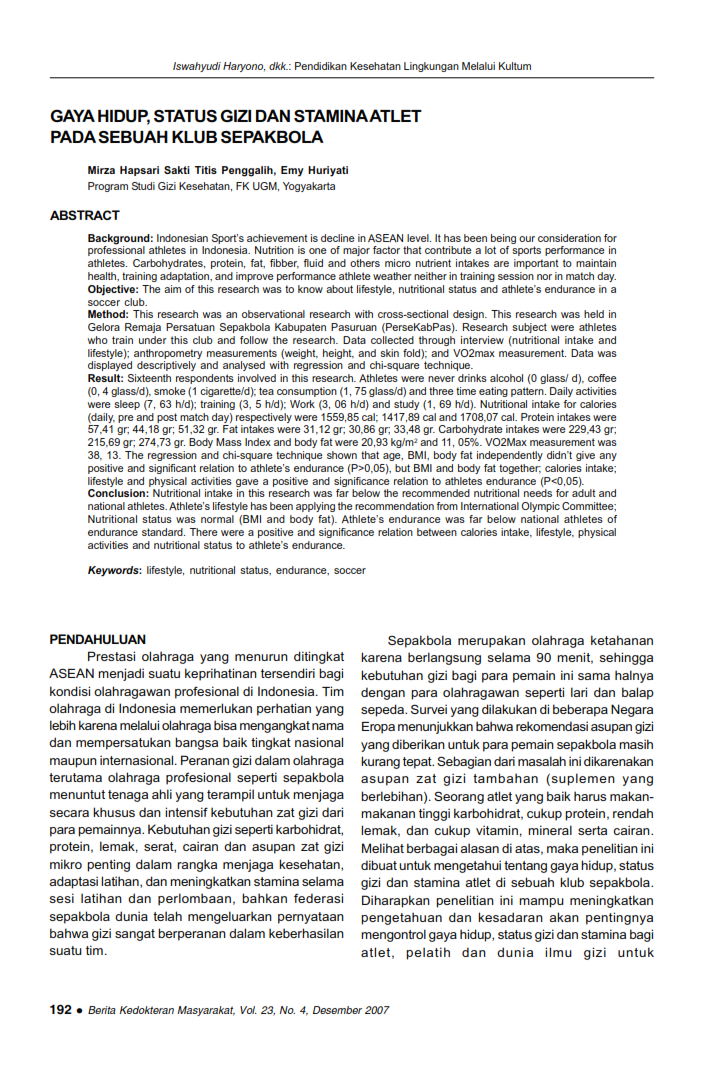 Iswahyudi Haryono, dkk.: Pendidikan Kesehatan Lingkungan Melalui Kultum
GAYA HIDUP, STATUS GIZI DAN STAMINA ATLET
PADA SEBUAH KLUB SEPAKBOLA
Mirza Hapsari Sakti Titis Penggalih, Emy Huriyati
Program Studi Gizi Kesehatan, FK UGM, Yogyakarta
ABSTRACT
Background: Indonesian Sport's achievement is decline in ASEAN level. It has been being our consideration for
professional athletes in Indonesia. Nutrition is one of major factor that contribute a lot of sports performance in
athletes. Carbohydrates, protein, fat, fibber, fluid and others micro nutrient intakes are important to maintain
health, training adaptation, and improve performance athlete weather neither in training session nor in match day.
Objective: The aim of this research was to know about lifestyle, nutritional status and athlete's endurance in a
soccer club.
Method: This research was an observational research with cross-sectional design. This research was held in
Gelora Remaja Persatuan Sepakbola Kabupaten Pasuruan (PerseKabPas). Research subject were athletes
who train under this club and follow the research. Data collected through interview (nutritional intake and
lifestyle); anthropometry measurements (weight, height, and skin fold); and VO2max measurement. Data was
displayed descriptively and analysed with regression and chi-square technique.
Result: Sixteenth respondents involved in this research. Athletes were never drinks alcohol (0 glass/ d), coffee
(0, 4 glass/d), smoke (1 cigarette/d); tea consumption (1, 75 glass/d) and three time eating pattern. Daily activities
were sleep (7, 63 h/d); training (3, 5 h/d); Work (3, 06 h/d) and study (1, 69 h/d). Nutritional intake for calories
(daily, pre and post match day) respectively were 1559,85 cal; 1417,89 cal and 1708,07 cal. Protein intakes were
57,41 gr; 44,18 gr; 51,32 gr. Fat intakes were 31,12 gr; 30,86 gr; 33,48 gr. Carbohydrate intakes were 229,43 gr;
215,69 gr; 274,73 gr. Body Mass Index and body fat were 20,93 kg/m² and 11, 05%. VO2Max measurement was
38, 13. The regression and chi-square technique shown that age, BMI, body fat independently didn't give any
positive and significant relation to athlete's endurance (P>0,05), but BMI and body fat together; calories intake;
lifestyle and physical activities gave a positive and significance relation to athletes endurance (P<0,05).
Conclusion: Nutritional intake in this research was far below the recommended nutritional needs for adult and
national athletes. Athlete's lifestyle has been applying the recommendation from International Olympic Committee;
Nutritional status was normal (BMI and body fat). Athlete's endurance was far below national athletes of
endurance standard. There were a positive and significance relation between calories intake, lifestyle, physical
activities and nutritional status to athlete's endurance.
Keywords: lifestyle, nutritional status, endurance, soccer
PENDAHULUAN
Prestasi olahraga yang menurun ditingkat
ASEAN menjadi suatu keprihatinan tersendiri bagi
kondisi olahragawan profesional di Indonesia. Tim
olahraga di Indonesia memerlukan perhatian yang
lebih karena melalui olahraga bisa mengangkat nama
dan mempersatukan bangsa baik tingkat nasional
maupun internasional. Peranan gizi dalam olahraga
terutama olahraga profesional seperti sepakbola
menuntut tenaga ahli yang terampil untuk menjaga
secara khusus dan intensif kebutuhan zat gizi dari
para pemainnya. Kebutuhan gizi seperti karbohidrat,
protein, lemak, serat, cairan dan asupan zat gizi
mikro penting dalam rangka menjaga kesehatan,
adaptasi latihan, dan meningkatkan stamina selama
sesi latihan dan perlombaan, bahkan federasi
sepakbola dunia telah mengeluarkan pernyataan
bahwa gizi sangat berperanan dalam keberhasilan
suatu tim.
Sepakbola merupakan olahraga ketahanan
karena berlangsung selama 90 menit, sehingga
kebutuhan gizi bagi para pemain ini sama halnya
dengan para olahragawan seperti lari dan balap
sepeda. Survei yang dilakukan di beberapa Negara
Eropa menunjukkan bahwa rekomendasi asupan gizi
yang diberikan untuk para pemain sepakbola masih
kurang tepat. Sebagian dari masalah ini dikarenakan
asupan zat gizi tambahan (suplemen yang
berlebihan). Seorang atlet yang baik harus makan-
makanan tinggi karbohidrat, cukup protein, rendah
lemak, dan cukup vitamin, mineral serta cairan.
Melihat berbagai alasan di atas, maka penelitian ini
dibuat untuk mengetahui tentang gaya hidup, status
gizi dan stamina atlet di sebuah klub sepakbola.
Diharapkan penelitian ini mampu meningkatkan
pengetahuan dan kesadaran akan pentingnya
mengontrol gaya hidup, status gizi dan stamina bagi
atlet, pelatih dan dunia ilmu gizi untuk
192 ● Berita Kedokteran Masyarakat, Vol. 23, No. 4, Desember 2007